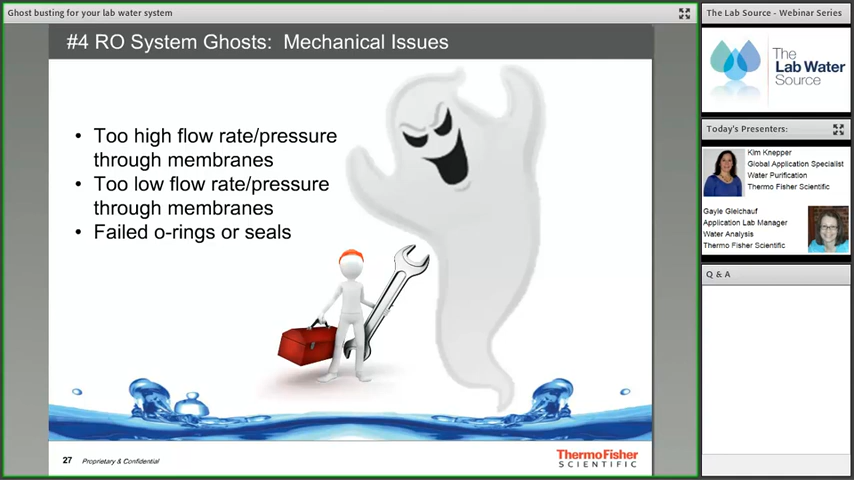 Ghost busting for your lab water system
#4 RO System Ghosts: Mechanical Issues
• Too high flow rate/pressure
through membranes
• Too low flow rate/pressure
through membranes
• Failed o-rings or seals
27 Proprietary & Confidential
ThermoFisher
SCIENTIFIC
The Lab Source - Webinar Series
The
Lab Water
Source
Today's Presenters:
Kim Knepper
Global Application Specialist
Water Purification
Thermo Fisher Scientific
Gayle Gleichauf
Application Lab Manager
Water Analysis
Thermo Fisher Scientific
Q & A